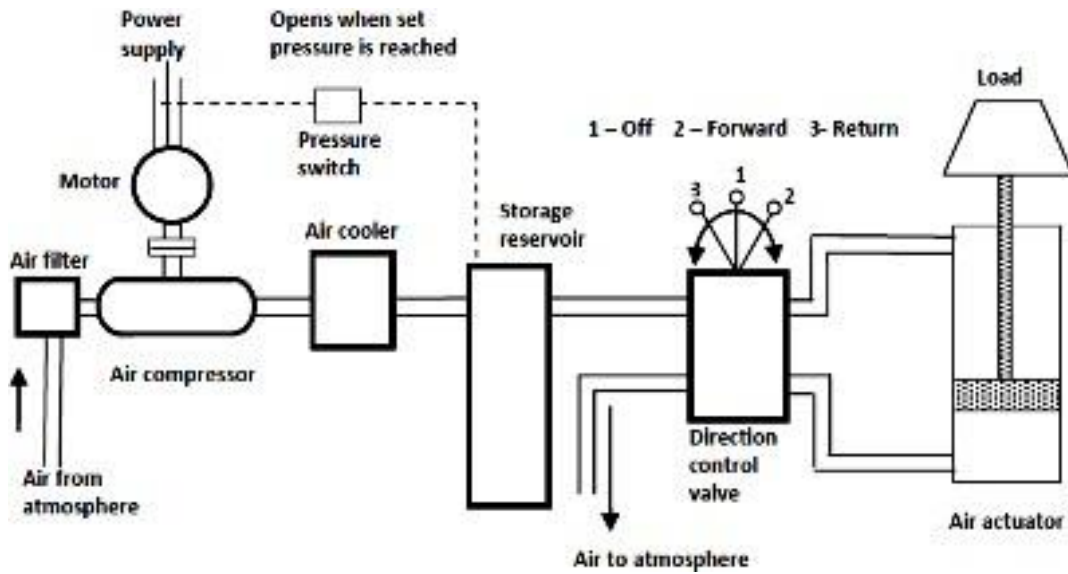 Power
supply
Opens when set
pressure is reached
Load
1 – Off 2 – Forward 3- Return
Pressure
switch
Motor
1
3
2
Storage
reservoir
Air cooler
Air filter
Air compressor
Direction
control
valve
Air from
atmosphere
Air actuator
Air to atmosphere